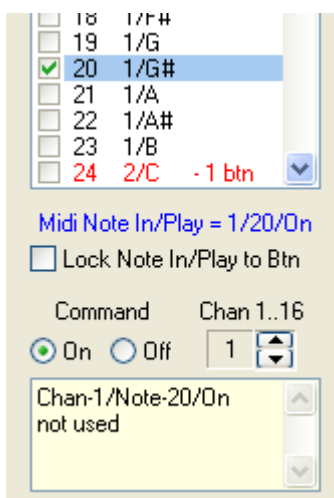 18 1/F#
19 1/G
20 1/G#
21 1/A
22 1/A#
23 1/B
24 2/C - 1 btn
Midi Note In/Play = 1/20/On
Lock Note In/Play to Btn
Command Chan 1..16
On Off 1
Chan-1/Note-20/On
not used